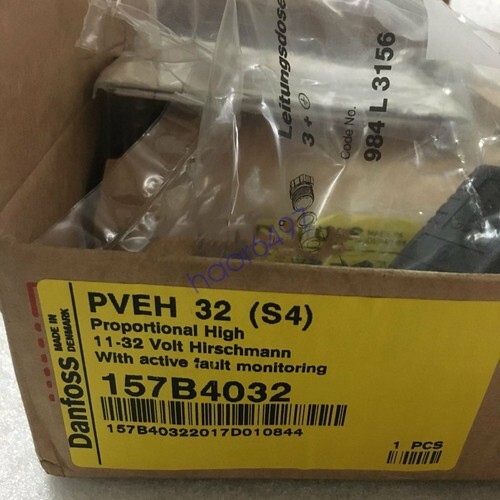 Leitungsdose
3 +
Code No.
984 L 3156
haoro497
PVEH 32 (S4)
Proportional High
11-32 Volt Hirschmann
With active fault monitoring
157B4032
157B40322017D010844
1 PCS
Danfoss
MADE IN
DENMARK